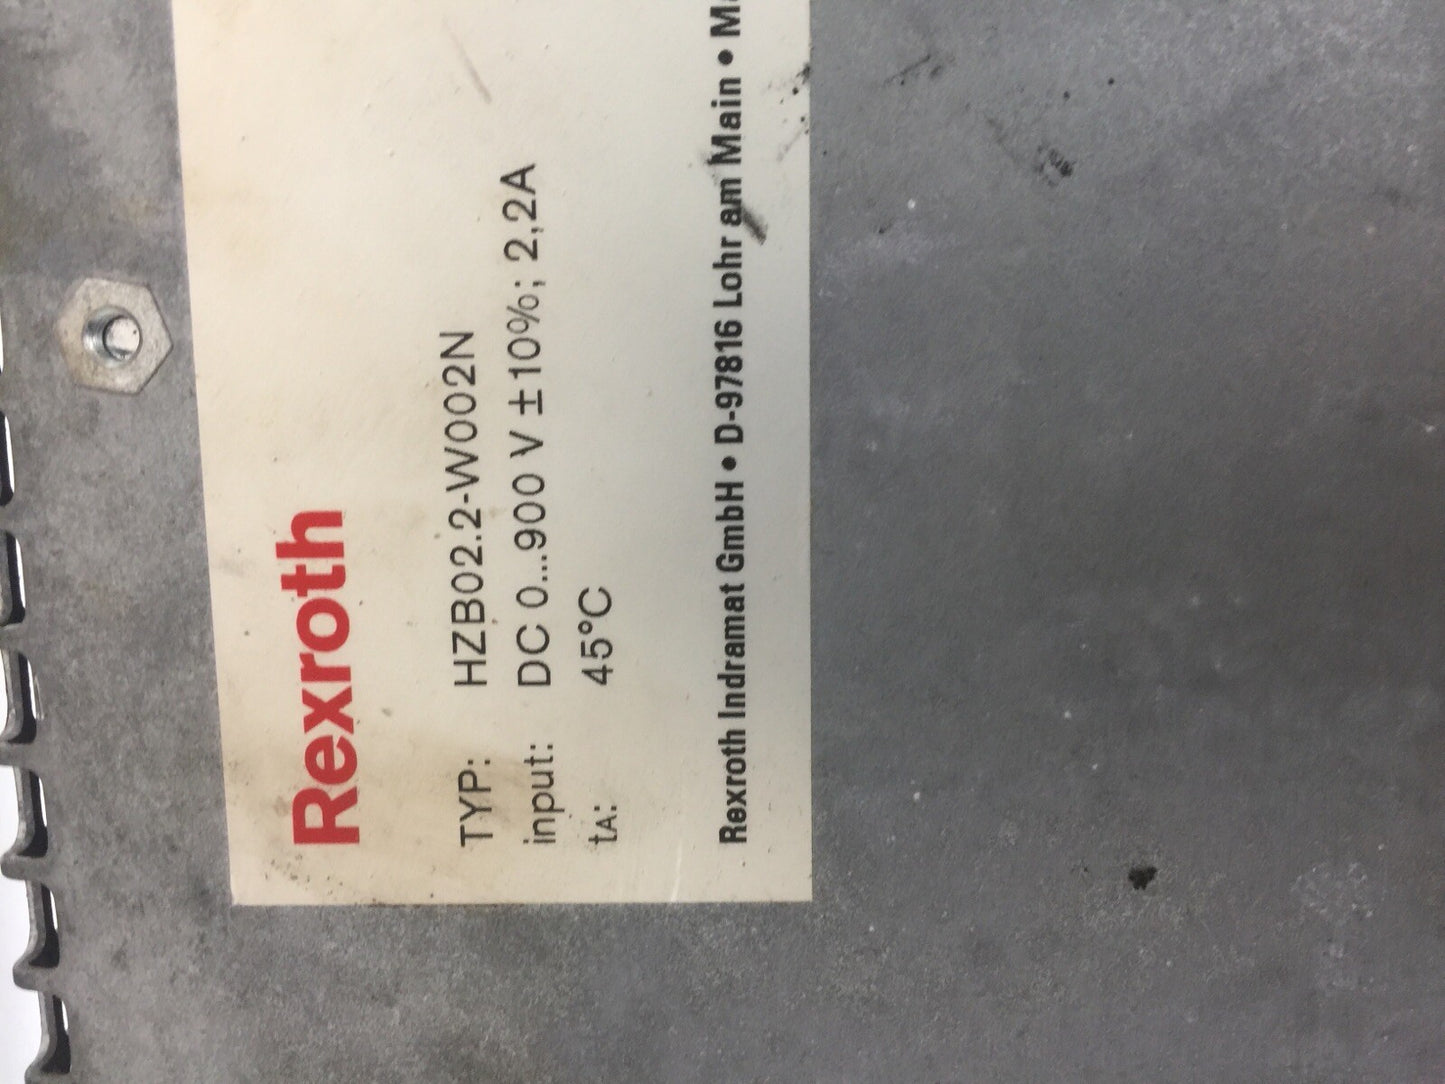 Rexroth
TYP: HZB02.2-W002N
input: DC 0...900 V ±10%; 2,2A
tA: 45°C
Rexroth Indramat GmbH • D-97816 Lohr am Main •